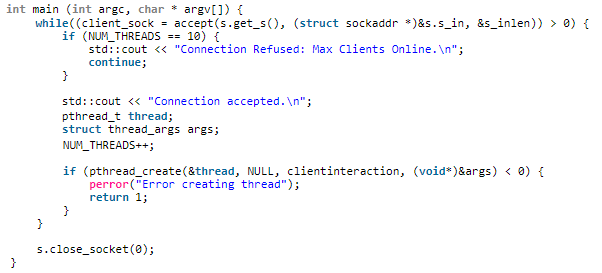 int main (int argc, char * argv[]) {
    while((client_sock = accept(s.get_s(), (struct sockaddr *)&s.s_in, &s_inlen)) > 0) {
        if (NUM_THREADS == 10) {
            std::cout << "Connection Refused: Max Clients Online.\n";
            continue;
        }

        std::cout << "Connection accepted.\n";
        pthread_t thread;
        struct thread_args args;
        NUM_THREADS++;

        if (pthread_create(&thread, NULL, clientinteraction, (void*)&args) < 0) {
            perror("Error creating thread");
            return 1;
        }
    }

    s.close_socket(0);
}